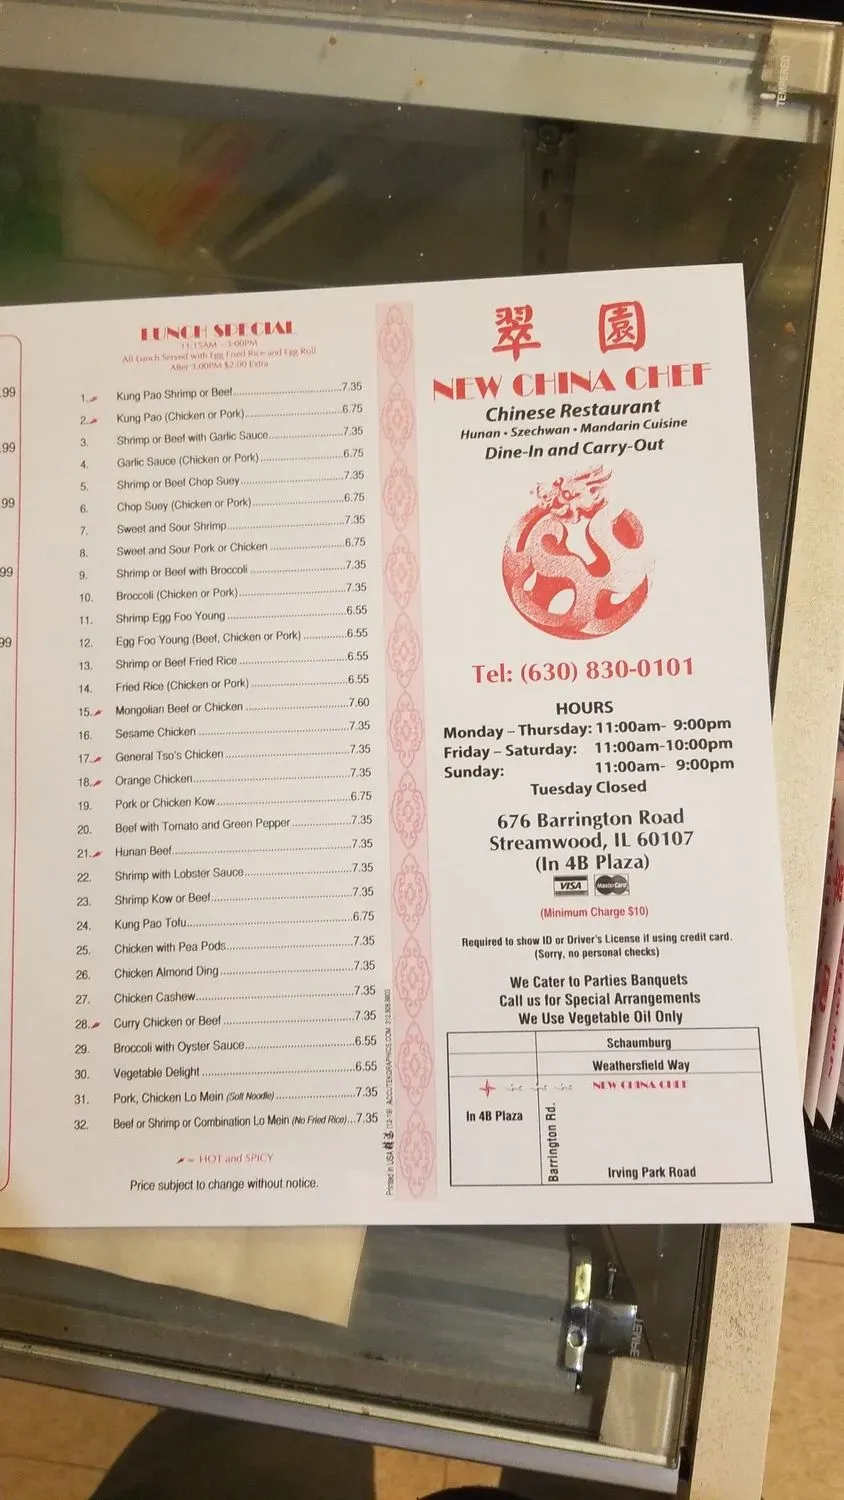 TEMPERED
.99
.99
.99
.99
.99
LUNCH SPECIAL
11:15AM - 3:00PM
All Lunch Served with Egg Fried Rice and Egg Roll
After 3:00PM $2.00 Extra
1. Kung Pao Shrimp or Beef 7.35
2. Kung Pao (Chicken or Pork) 6.75
3. Shrimp or Beef with Garlic Sauce 7.35
4. Garlic Sauce (Chicken or Pork) 6.75
5. Shrimp or Beef Chop Suey 7.35
6. Chop Suey (Chicken or Pork) 6.75
7. Sweet and Sour Shrimp 7.35
8. Sweet and Sour Pork or Chicken 6.75
9. Shrimp or Beef with Broccoli 7.35
10. Broccoli (Chicken or Pork) 7.35
11. Shrimp Egg Foo Young 6.55
12. Egg Foo Young (Beef, Chicken or Pork) 6.55
13. Shrimp or Beef Fried Rice 6.55
14. Fried Rice (Chicken or Pork) 6.55
15. Mongolian Beef or Chicken 7.60
16. Sesame Chicken 7.35
17. General Tso's Chicken 7.35
18. Orange Chicken 7.35
19. Pork or Chicken Kow 6.75
20. Beef with Tomato and Green Pepper 7.35
21. Hunan Beef 7.35
22. Shrimp with Lobster Sauce 7.35
23. Shrimp Kow or Beef 7.35
24. Kung Pao Tofu 6.75
25. Chicken with Pea Pods 7.35
26. Chicken Almond Ding 7.35
27. Chicken Cashew 7.35
28. Curry Chicken or Beef 7.35
29. Broccoli with Oyster Sauce 6.55
30. Vegetable Delight 6.55
31. Pork, Chicken Lo Mein (Soft Noodle) 7.35
32. Beef or Shrimp or Combination Lo Mein (No Fried Rice) 7.35
= HOT and SPICY
Price subject to change without notice.
翠園
NEW CHINA CHEF
Chinese Restaurant
Hunan • Szechwan • Mandarin Cuisine
Dine-In and Carry-Out
Tel: (630) 830-0101
HOURS
Monday – Thursday: 11:00am- 9:00pm
Friday – Saturday: 11:00am-10:00pm
Sunday: 11:00am- 9:00pm
Tuesday Closed
676 Barrington Road
Streamwood, IL 60107
(In 4B Plaza)
VISA MasterCard
(Minimum Charge $10)
Required to show ID or Driver's License if using credit card.
(Sorry, no personal checks)
We Cater to Parties Banquets
Call us for Special Arrangements
We Use Vegetable Oil Only
Schaumburg
Weathersfield Way
NEW CHINA CHEF
In 4B Plaza
Barrington Rd.
Irving Park Road